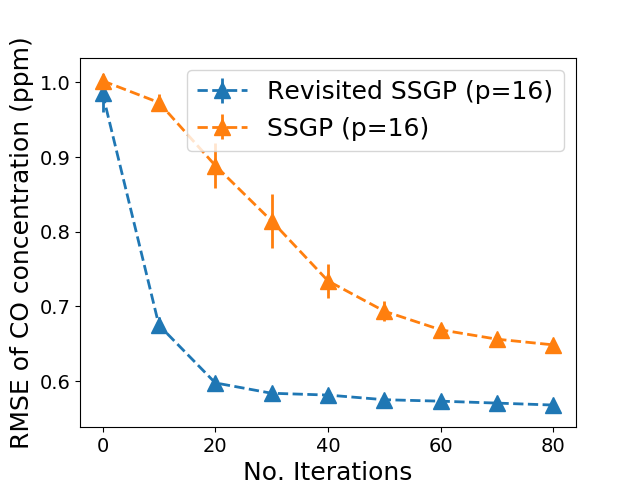 RMSE of CO concentration (ppm)
1.0
0.9
0.8
0.7
0.6
Revisited SSGP (p=16)
SSGP (p=16)
0 20 40 60 80
No. Iterations